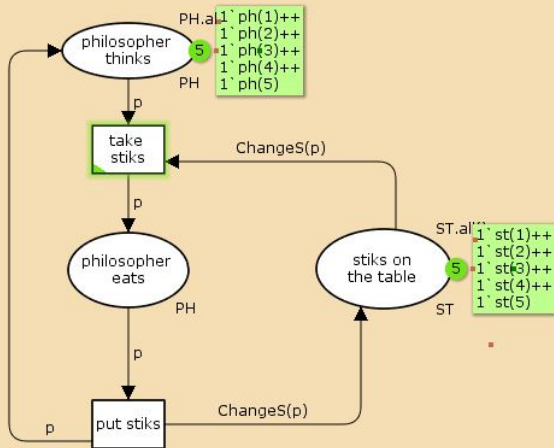 PH.al
1`ph(1)++
1`ph(2)++
1`ph(3)++
1`ph(4)++
1`ph(5)
philosopher
thinks
5
PH
p
take
stiks
ChangeS(p)
p
ST.all()
1`st(1)++
1`st(2)++
1`st(3)++
1`st(4)++
1`st(5)
philosopher
eats
stiks on
the table
5
PH
ST
p
put stiks
ChangeS(p)
p